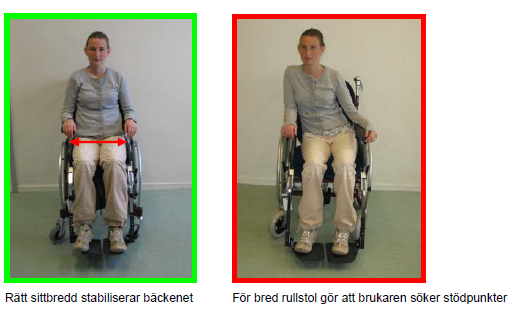 Rätt sittbredd stabiliserar bäckenet
För bred rullstol gör att brukaren söker stödpunkter